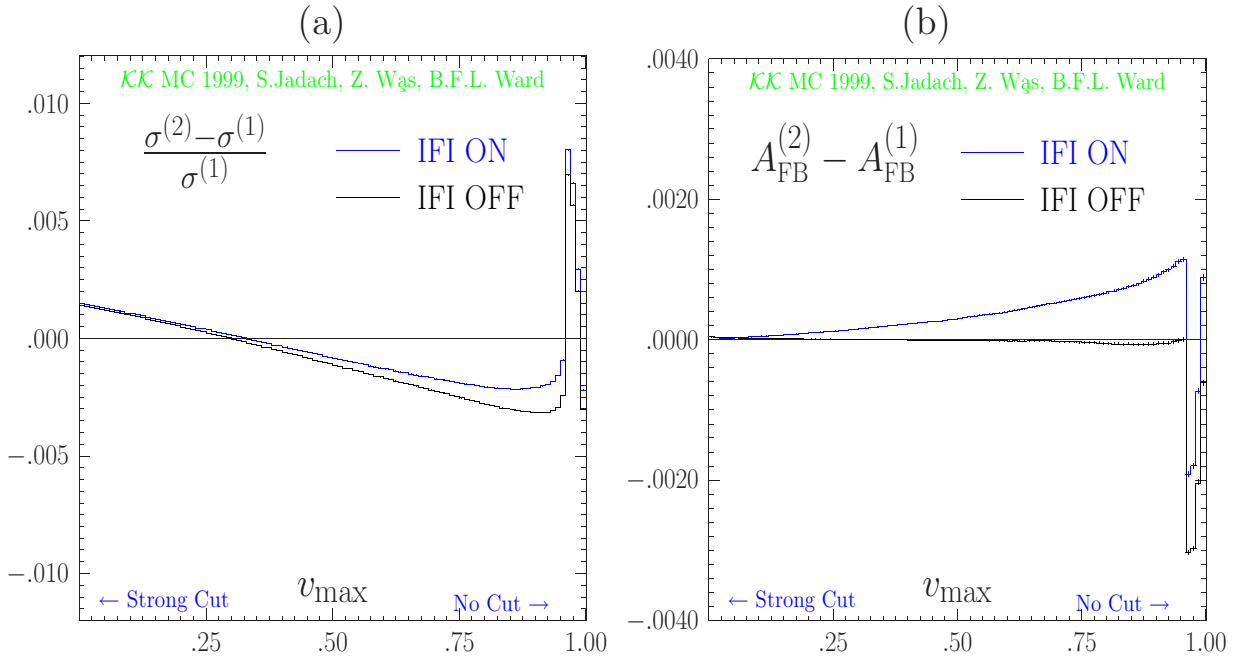 (a)
𝒦𝒦 MC 1999, S.Jadach, Z. Wąs, B.F.L. Ward
σ⁽²⁾−σ⁽¹⁾
σ⁽¹⁾
IFI ON
IFI OFF
.010
.005
.000
−.005
−.010
← Strong Cut
vmax
No Cut →
.25
.50
.75
1.00
(b)
𝒦𝒦 MC 1999, S.Jadach, Z. Wąs, B.F.L. Ward
A_FB^(2) − A_FB^(1)
IFI ON
IFI OFF
.0040
.0020
.0000
−.0020
−.0040
← Strong Cut
vmax
No Cut →
.25
.50
.75
1.00